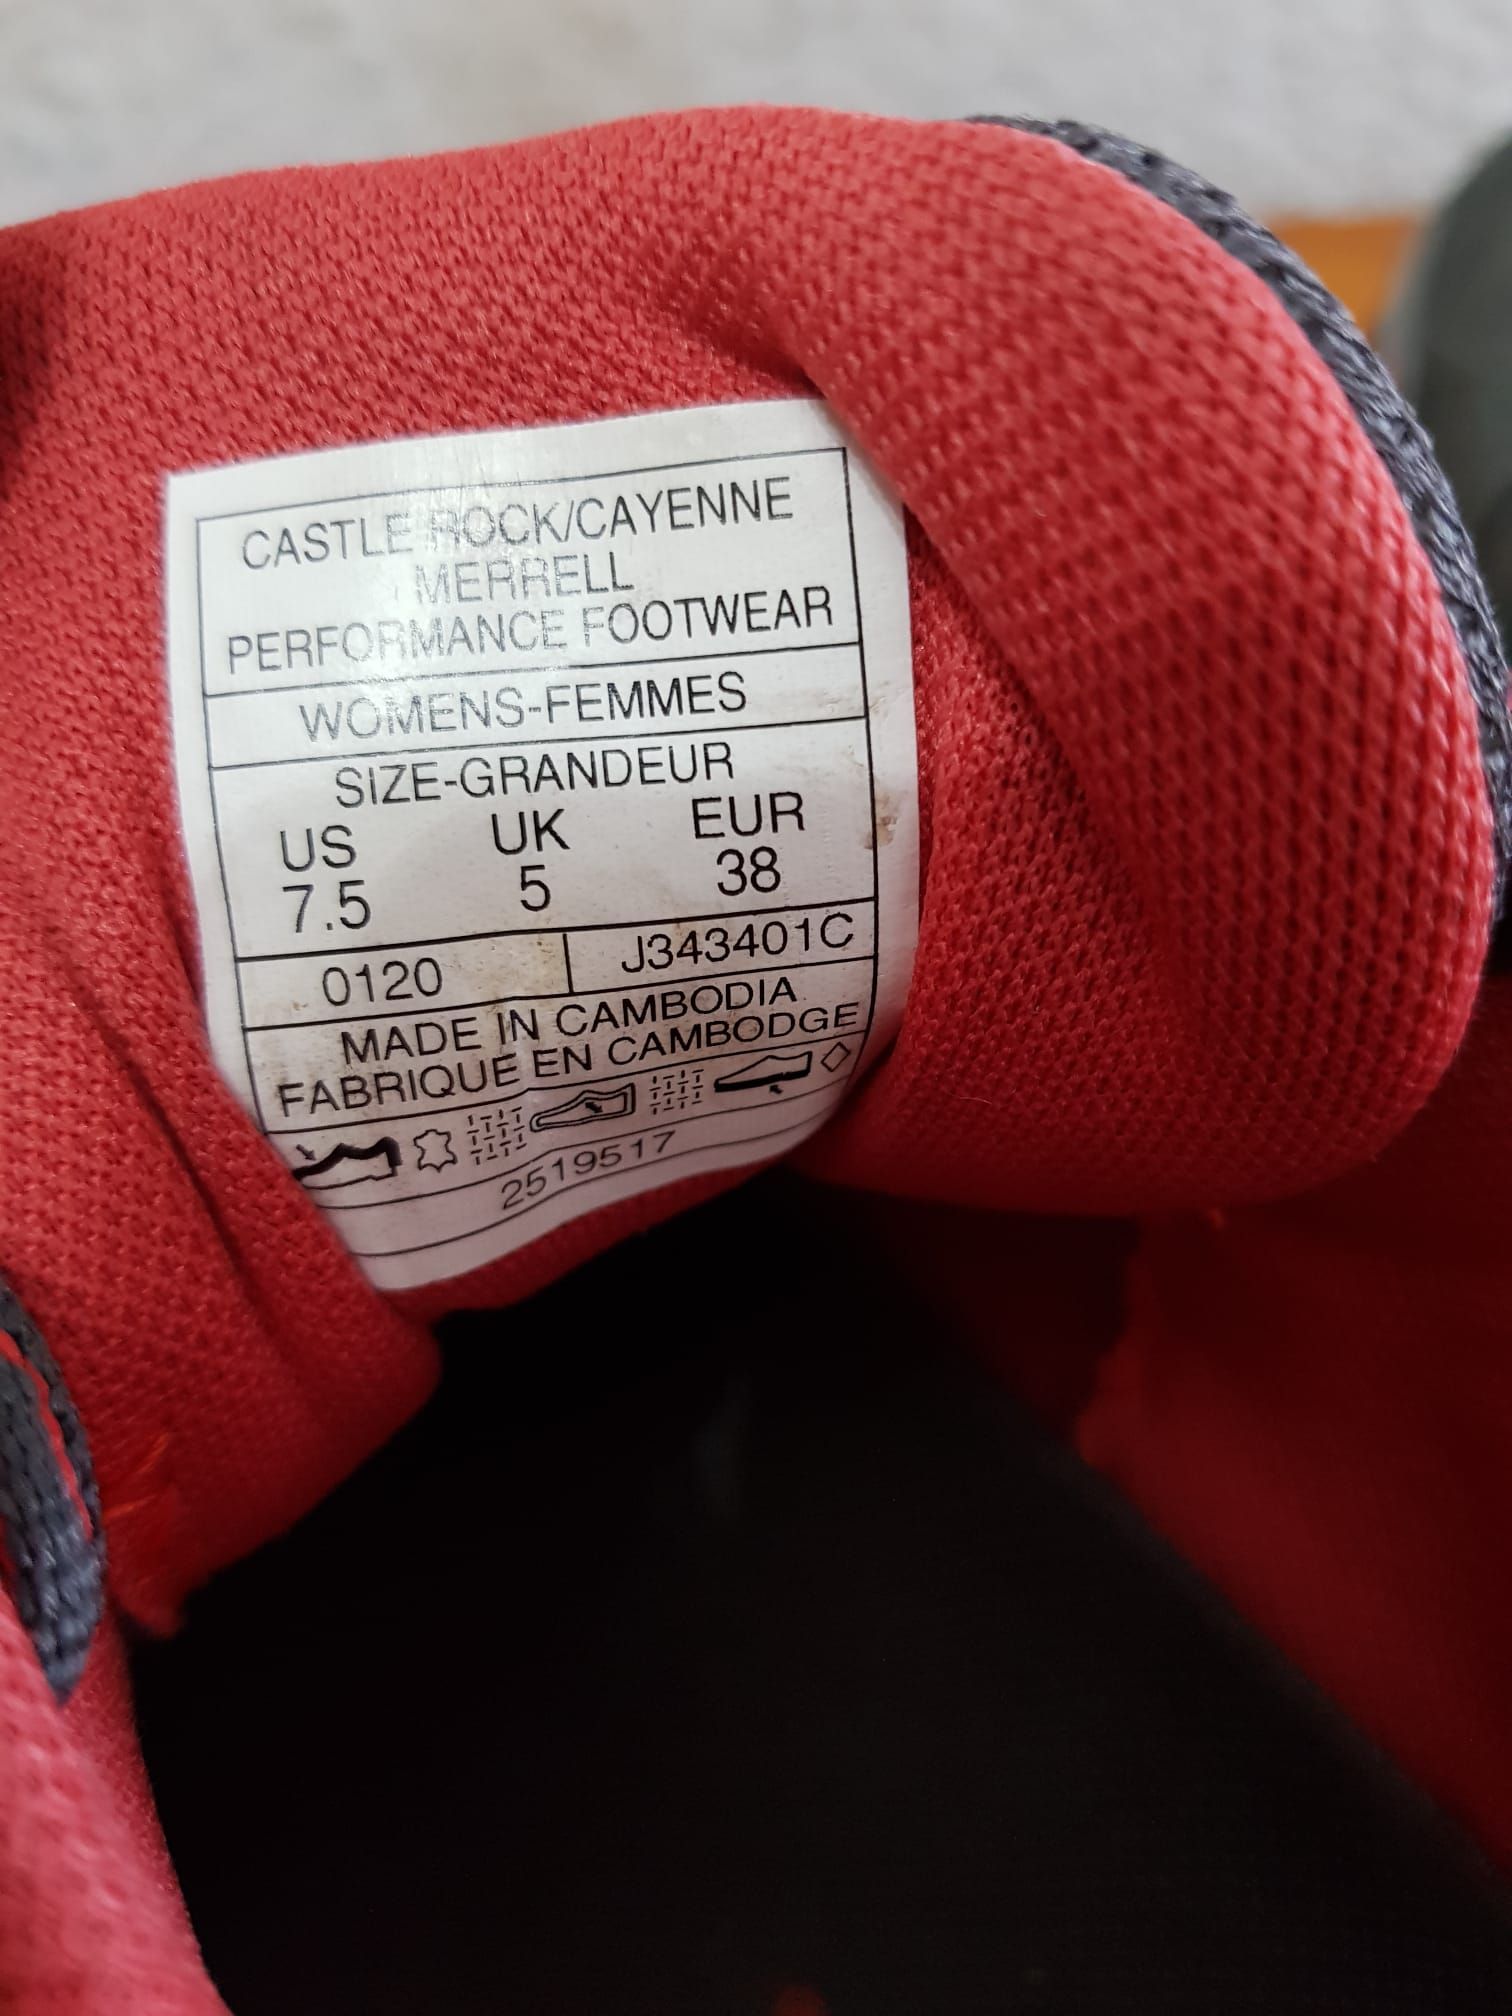 CASTLE ROCK/CAYENNE
MERRELL
PERFORMANCE FOOTWEAR
WOMENS-FEMMES
SIZE-GRANDEUR
US UK EUR
7.5 5 38
0120 J343401C
MADE IN CAMBODIA
FABRIQUE EN CAMBODGE
2519517